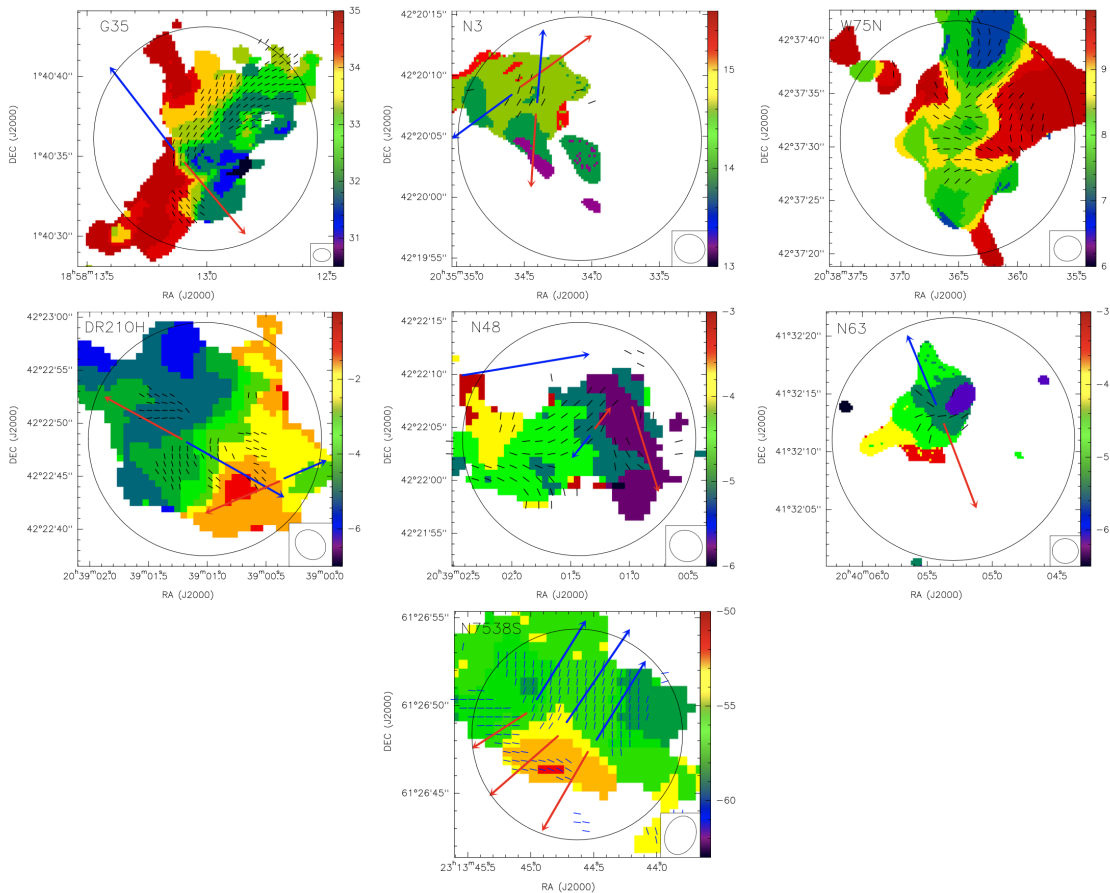 G35
35
34
33
32
31
1°40'40''
1°40'35''
1°40'30''
DEC (J2000)
18ʰ58ᵐ13ˢ.5
13ˢ.0
12ˢ.5
RA (J2000)
N3
15
14
13
42°20'15''
42°20'10''
42°20'05''
42°20'00''
42°19'55''
DEC (J2000)
20ʰ35ᵐ35ˢ.0
34ˢ.5
34ˢ.0
33ˢ.5
RA (J2000)
W75N
10
9
8
7
6
42°37'40''
42°37'35''
42°37'30''
42°37'25''
42°37'20''
DEC (J2000)
20ʰ38ᵐ37ˢ.5
37ˢ.0
36ˢ.5
36ˢ.0
35ˢ.5
RA (J2000)
DR21OH
−2
−4
−6
42°23'00''
42°22'55''
42°22'50''
42°22'45''
42°22'40''
DEC (J2000)
20ʰ39ᵐ02ˢ.0
01ˢ.5
01ˢ.0
00ˢ.5
39ᵐ00ˢ.0
RA (J2000)
N48
−3
−4
−5
−6
42°22'15''
42°22'10''
42°22'05''
42°22'00''
42°21'55''
DEC (J2000)
20ʰ39ᵐ02ˢ.5
02ˢ.0
01ˢ.5
01ˢ.0
00ˢ.5
RA (J2000)
N63
−3
−4
−5
−6
41°32'20''
41°32'15''
41°32'10''
41°32'05''
DEC (J2000)
20ʰ40ᵐ06ˢ.0
05ˢ.5
05ˢ.0
04ˢ.5
RA (J2000)
N7538S
−50
−55
−60
61°26'55''
61°26'50''
61°26'45''
DEC (J2000)
23ʰ13ᵐ45ˢ.5
45ˢ.0
44ˢ.5
44ˢ.0
RA (J2000)